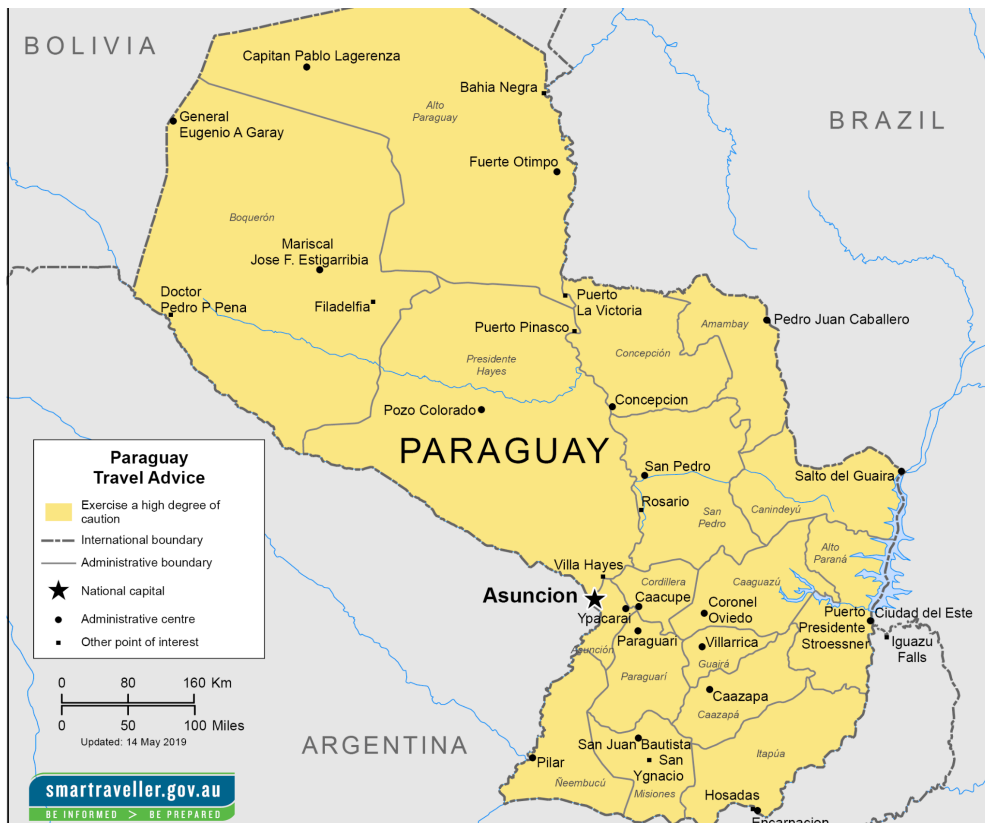 BOLIVIA
Capitan Pablo Lagerenza
Bahia Negra
Alto
Paraguay
General
Eugenio A Garay
BRAZIL
Fuerte Otimpo
Boquerón
Mariscal
Jose F. Estigarribia
Doctor
Pedro P Pena
Filadelfia
Puerto
La Victoria
Puerto Pinasco
Amambay
Pedro Juan Caballero
Concepción
Presidente
Hayes
Pozo Colorado
Concepcion
PARAGUAY
San Pedro
Salto del Guaira
Rosario
San
Pedro
Canindeyú
Alto
Paraná
Villa Hayes
Cordillera
Caaguazú
Asuncion
Caacupe
Ypacarai
Coronel
Oviedo
Puerto
Presidente
Stroessner
Ciudad del Este
Iguazu
Falls
Paraguari
Villarrica
Asunción
Guairá
Paraguarí
Caazapa
Caazapá
ARGENTINA
San Juan Bautista
San
Ygnacio
Itapúa
Pilar
Ñeembucú
Misiones
Hosadas
Encarnacion
Paraguay
Travel Advice
Exercise a high degree of
caution
International boundary
Administrative boundary
National capital
Administrative centre
Other point of interest
0 80 160 Km
0 50 100 Miles
Updated: 14 May 2019
smartraveller.gov.au
BE INFORMED > BE PREPARED